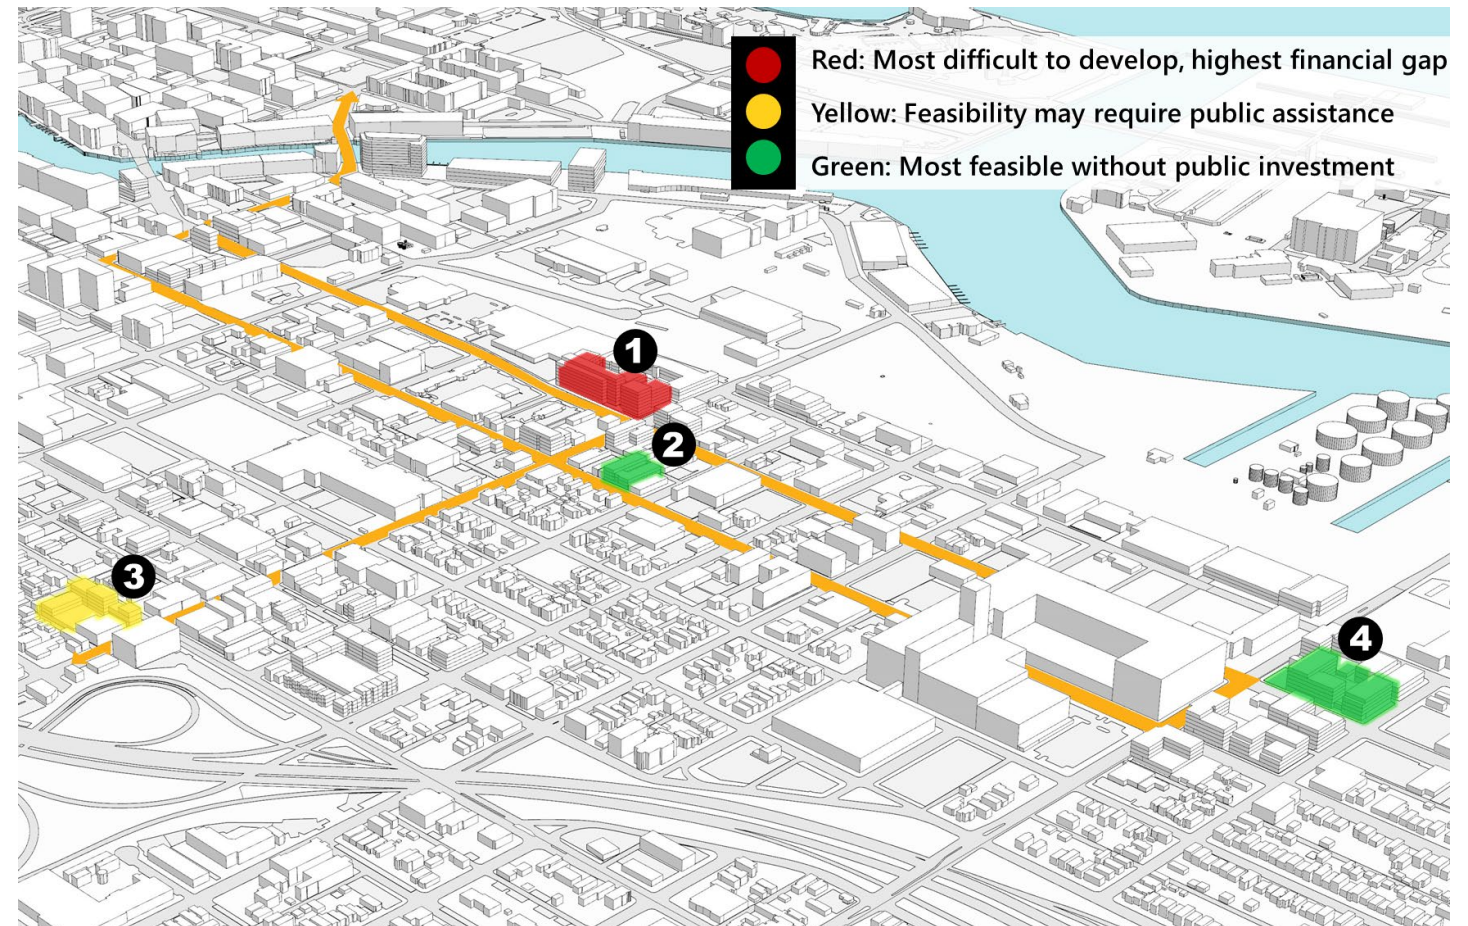 Red: Most difficult to develop, highest financial gap
Yellow: Feasibility may require public assistance
Green: Most feasible without public investment
1
2
3
4